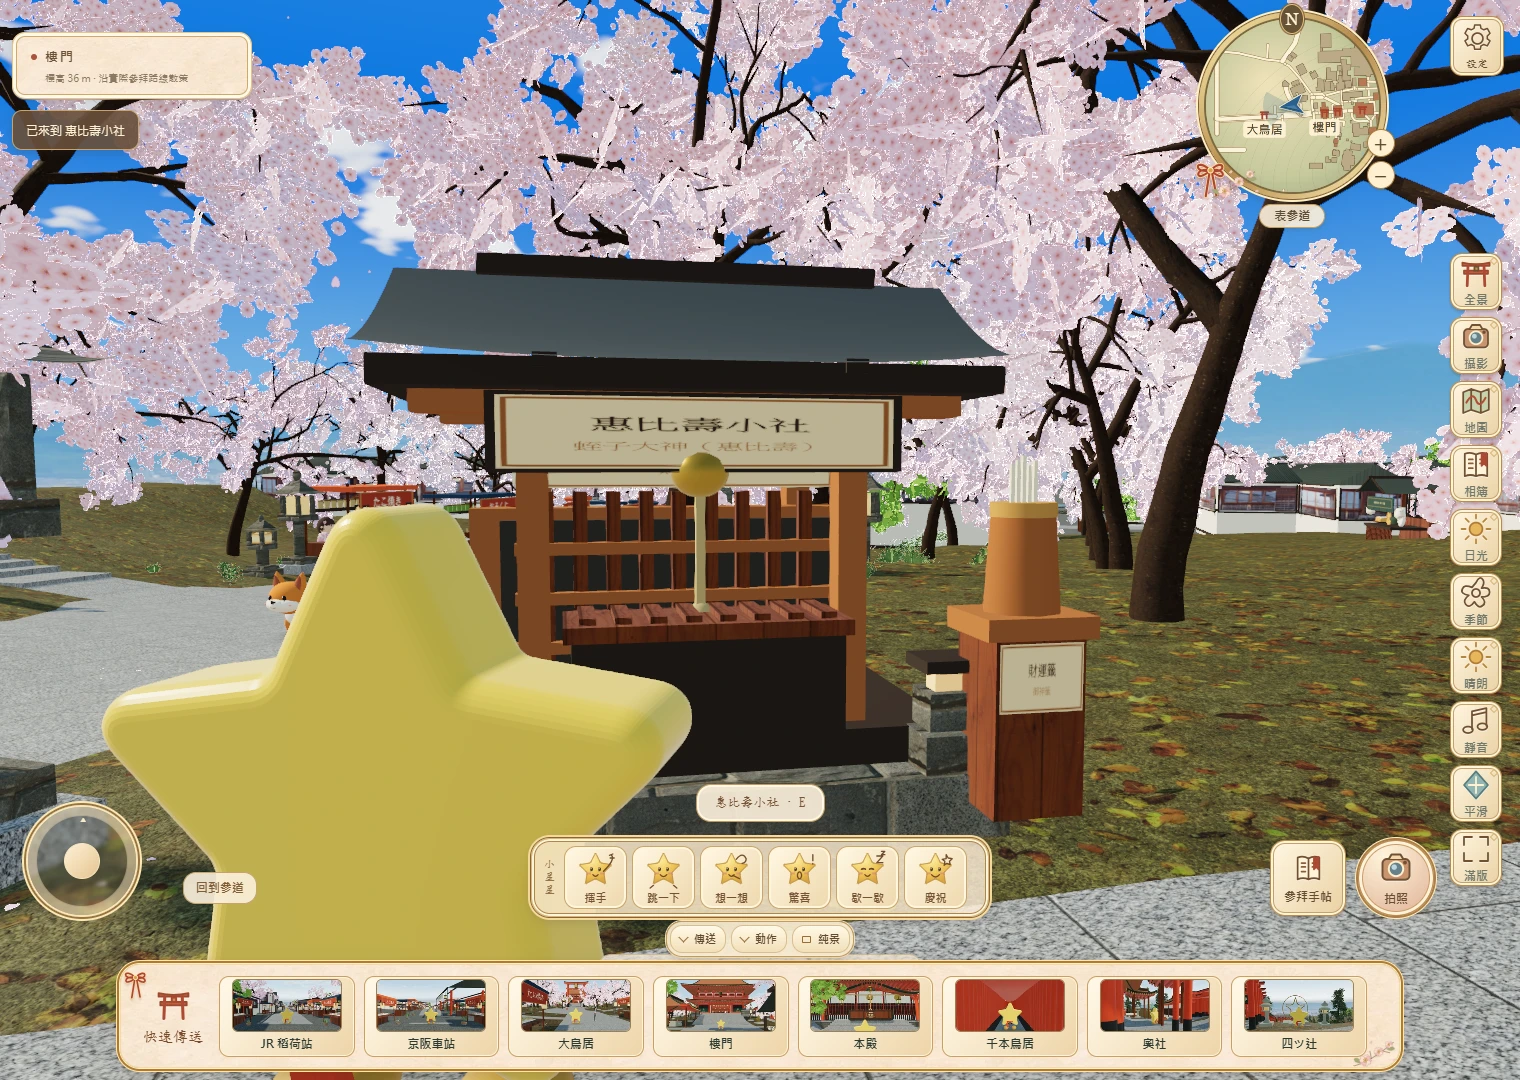 樓門
標高 36 m · 沿實際參拜路線散策
已來到 惠比壽小社
N
大鳥居
樓門
+
−
表參道
設定
全景
攝影
地圖
相簿
日光
季節
晴朗
靜音
平滑
滿版
惠比壽小社
蛭子大神（惠比壽）
財運籤
惠比壽小社 · E
小星星
揮手
跳一下
想一想
驚喜
歇一歇
慶祝
回到參道
參拜手帖
拍照
傳送
動作
純景
快速傳送
JR 稻荷站
京阪車站
大鳥居
樓門
本殿
千本鳥居
奧社
四ツ辻